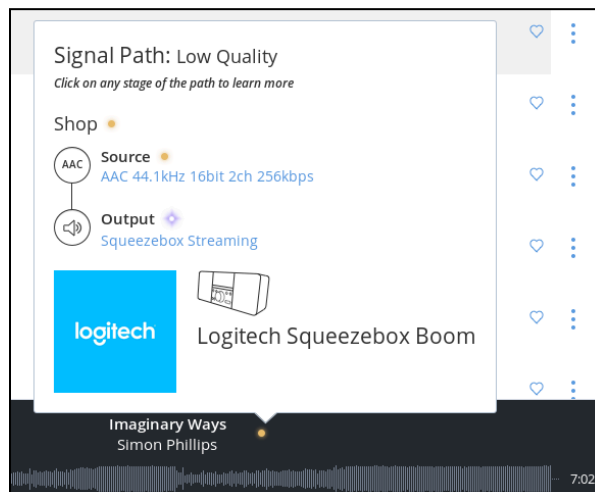 Signal Path: Low Quality
Click on any stage of the path to learn more
Shop
AAC
Source
AAC 44.1kHz 16bit 2ch 256kbps
Output
Squeezebox Streaming
logitech
Logitech Squeezebox Boom
Imaginary Ways
Simon Phillips
7:02